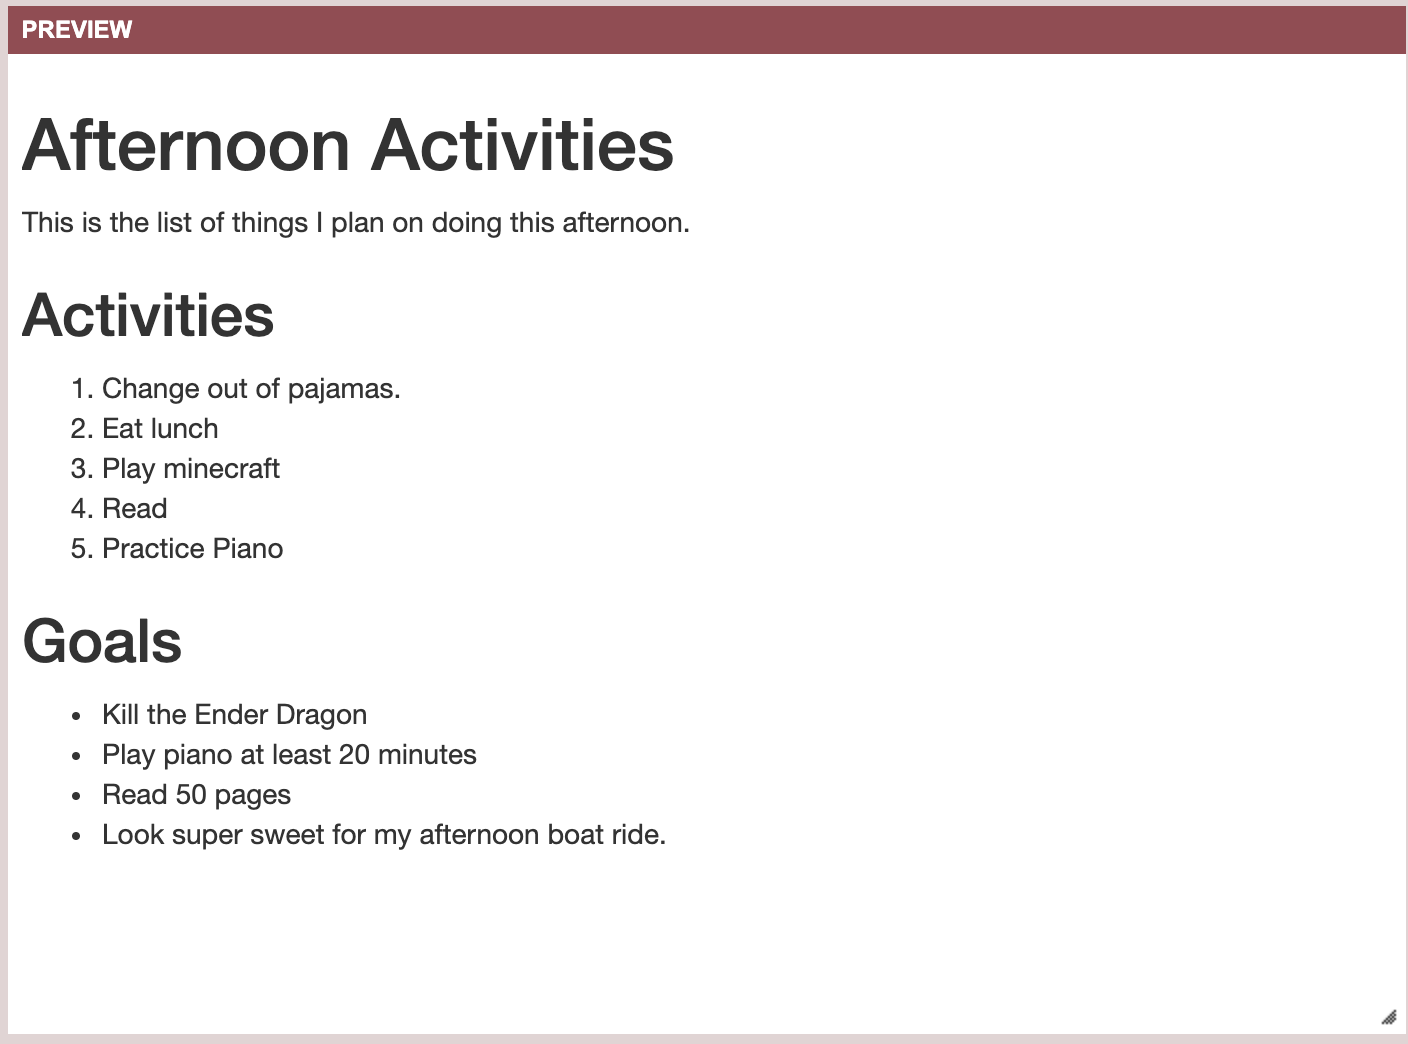 PREVIEW
Afternoon Activities
This is the list of things I plan on doing this afternoon.
Activities
1. Change out of pajamas.
2. Eat lunch
3. Play minecraft
4. Read
5. Practice Piano
Goals
• Kill the Ender Dragon
• Play piano at least 20 minutes
• Read 50 pages
• Look super sweet for my afternoon boat ride.